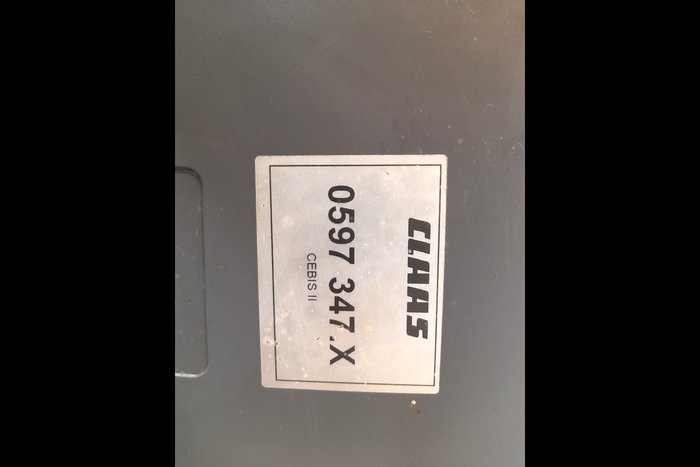 CLAAS
0597 347.X
CEBIS II